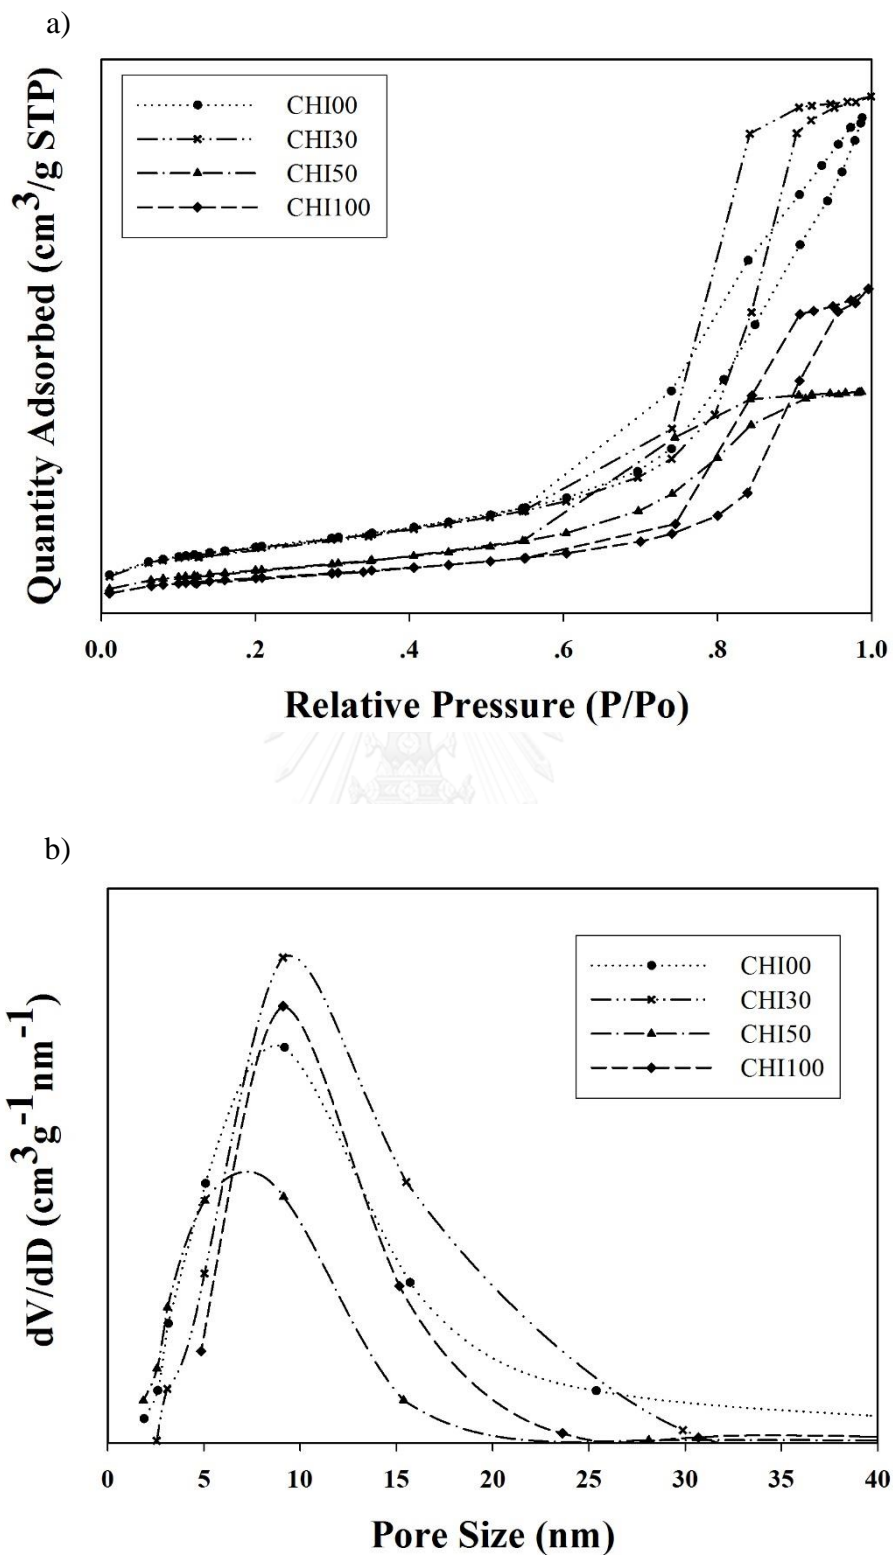 a)
CHI00
CHI30
CHI50
CHI100
Quantity Adsorbed (cm³/g STP)
0.0 .2 .4 .6 .8 1.0
Relative Pressure (P/Po)
b)
CHI00
CHI30
CHI50
CHI100
dV/dD (cm³g⁻¹nm⁻¹)
0 5 10 15 20 25 30 35 40
Pore Size (nm)